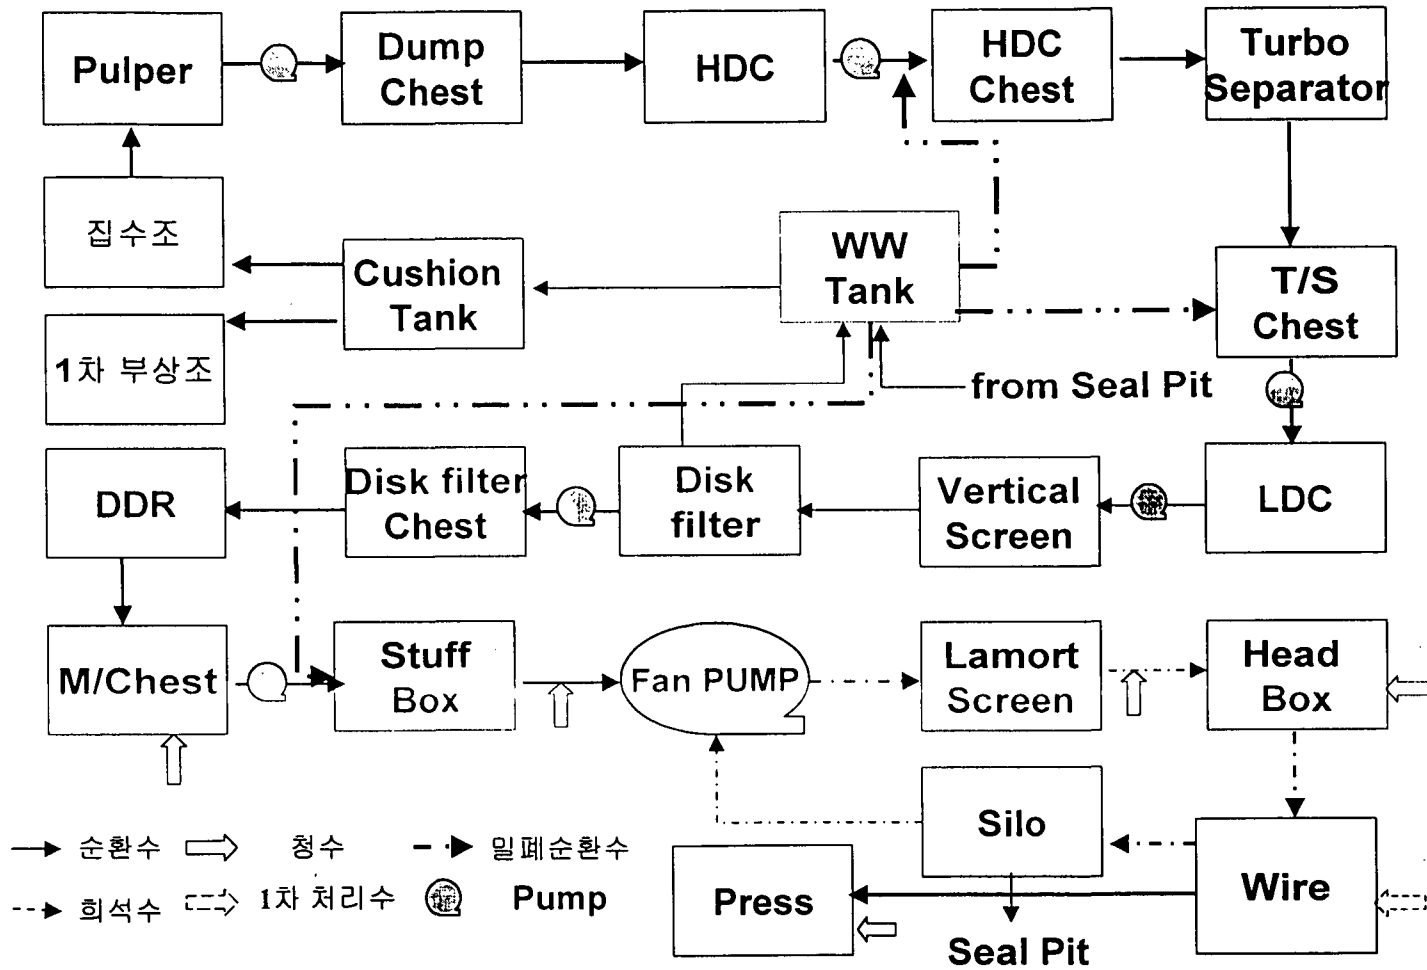 Pulper
Dump
Chest
HDC
HDC
Chest
Turbo
Separator
집수조
Cushion
Tank
WW
Tank
T/S
Chest
1차 부상조
from Seal Pit
DDR
Disk filter
Chest
Disk
filter
Vertical
Screen
LDC
M/Chest
Stuff
Box
Fan PUMP
Lamort
Screen
Head
Box
Silo
Wire
Press
Seal Pit
순환수
청수
밀폐순환수
희석수
1차 처리수
Pump